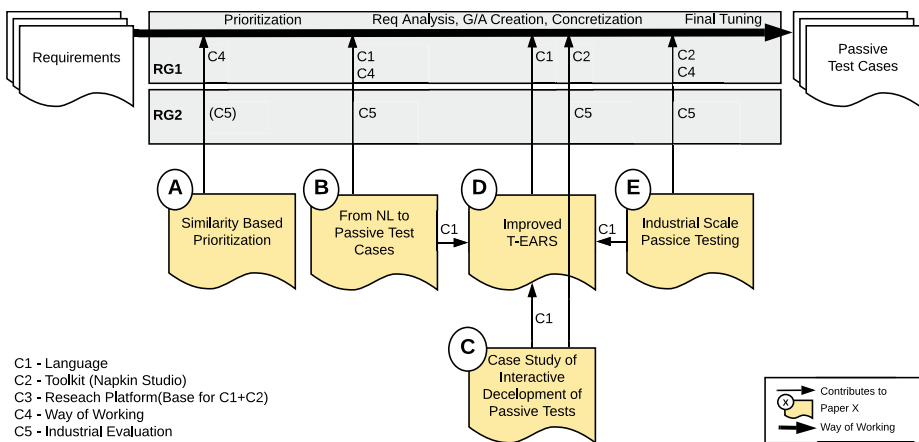 Prioritization
Req Analysis, G/A Creation, Concretization
Final Tuning
Requirements
Passive
Test Cases
C4
C1
C4
C1
C2
C2
C4
RG1
RG2
(C5)
C5
C5
C5
A
B
D
E
Similarity Based
Prioritization
From NL to
Passive Test
Cases
C1
Improved
T-EARS
C1
Industrial Scale
Passice Testing
C1
C
Case Study of
Interactive
Decelopment of
Passive Tests
C1 - Language
C2 - Toolkit (Napkin Studio)
C3 - Reseach Platform(Base for C1+C2)
C4 - Way of Working
C5 - Industrial Evaluation
Contributes to
X
Paper X
Way of Working